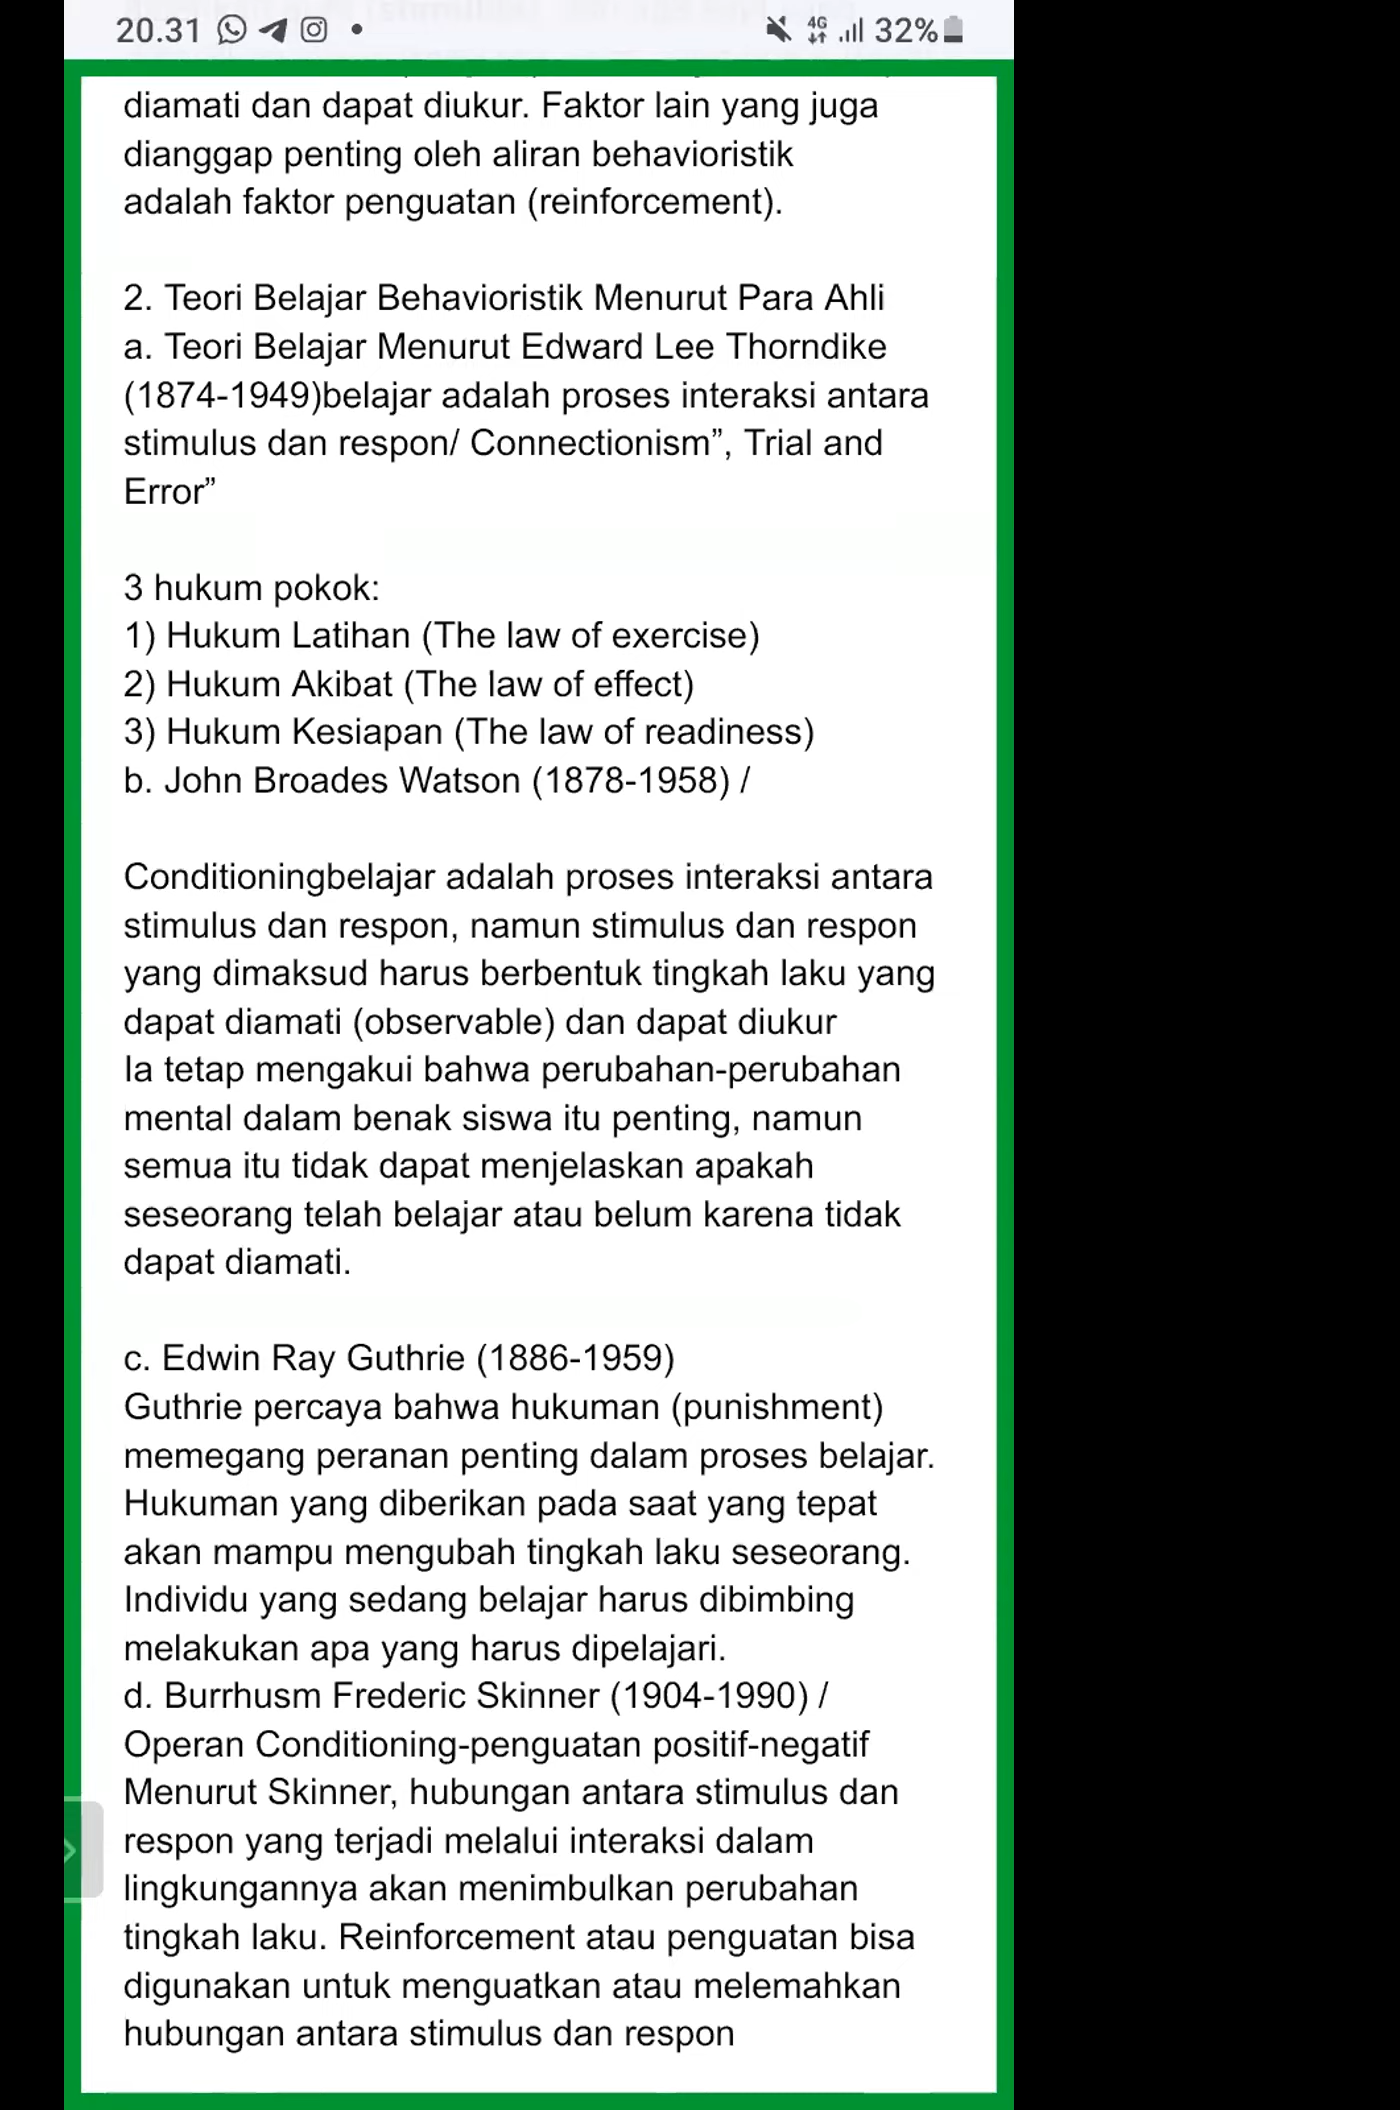 20.31
4G
32%
diamati dan dapat diukur. Faktor lain yang juga
dianggap penting oleh aliran behavioristik
adalah faktor penguatan (reinforcement).
2. Teori Belajar Behavioristik Menurut Para Ahli
a. Teori Belajar Menurut Edward Lee Thorndike
(1874-1949)belajar adalah proses interaksi antara
stimulus dan respon/ Connectionism”, Trial and
Error”
3 hukum pokok:
1) Hukum Latihan (The law of exercise)
2) Hukum Akibat (The law of effect)
3) Hukum Kesiapan (The law of readiness)
b. John Broades Watson (1878-1958) /
Conditioningbelajar adalah proses interaksi antara
stimulus dan respon, namun stimulus dan respon
yang dimaksud harus berbentuk tingkah laku yang
dapat diamati (observable) dan dapat diukur
Ia tetap mengakui bahwa perubahan-perubahan
mental dalam benak siswa itu penting, namun
semua itu tidak dapat menjelaskan apakah
seseorang telah belajar atau belum karena tidak
dapat diamati.
c. Edwin Ray Guthrie (1886-1959)
Guthrie percaya bahwa hukuman (punishment)
memegang peranan penting dalam proses belajar.
Hukuman yang diberikan pada saat yang tepat
akan mampu mengubah tingkah laku seseorang.
Individu yang sedang belajar harus dibimbing
melakukan apa yang harus dipelajari.
d. Burrhusm Frederic Skinner (1904-1990) /
Operan Conditioning-penguatan positif-negatif
Menurut Skinner, hubungan antara stimulus dan
respon yang terjadi melalui interaksi dalam
lingkungannya akan menimbulkan perubahan
tingkah laku. Reinforcement atau penguatan bisa
digunakan untuk menguatkan atau melemahkan
hubungan antara stimulus dan respon